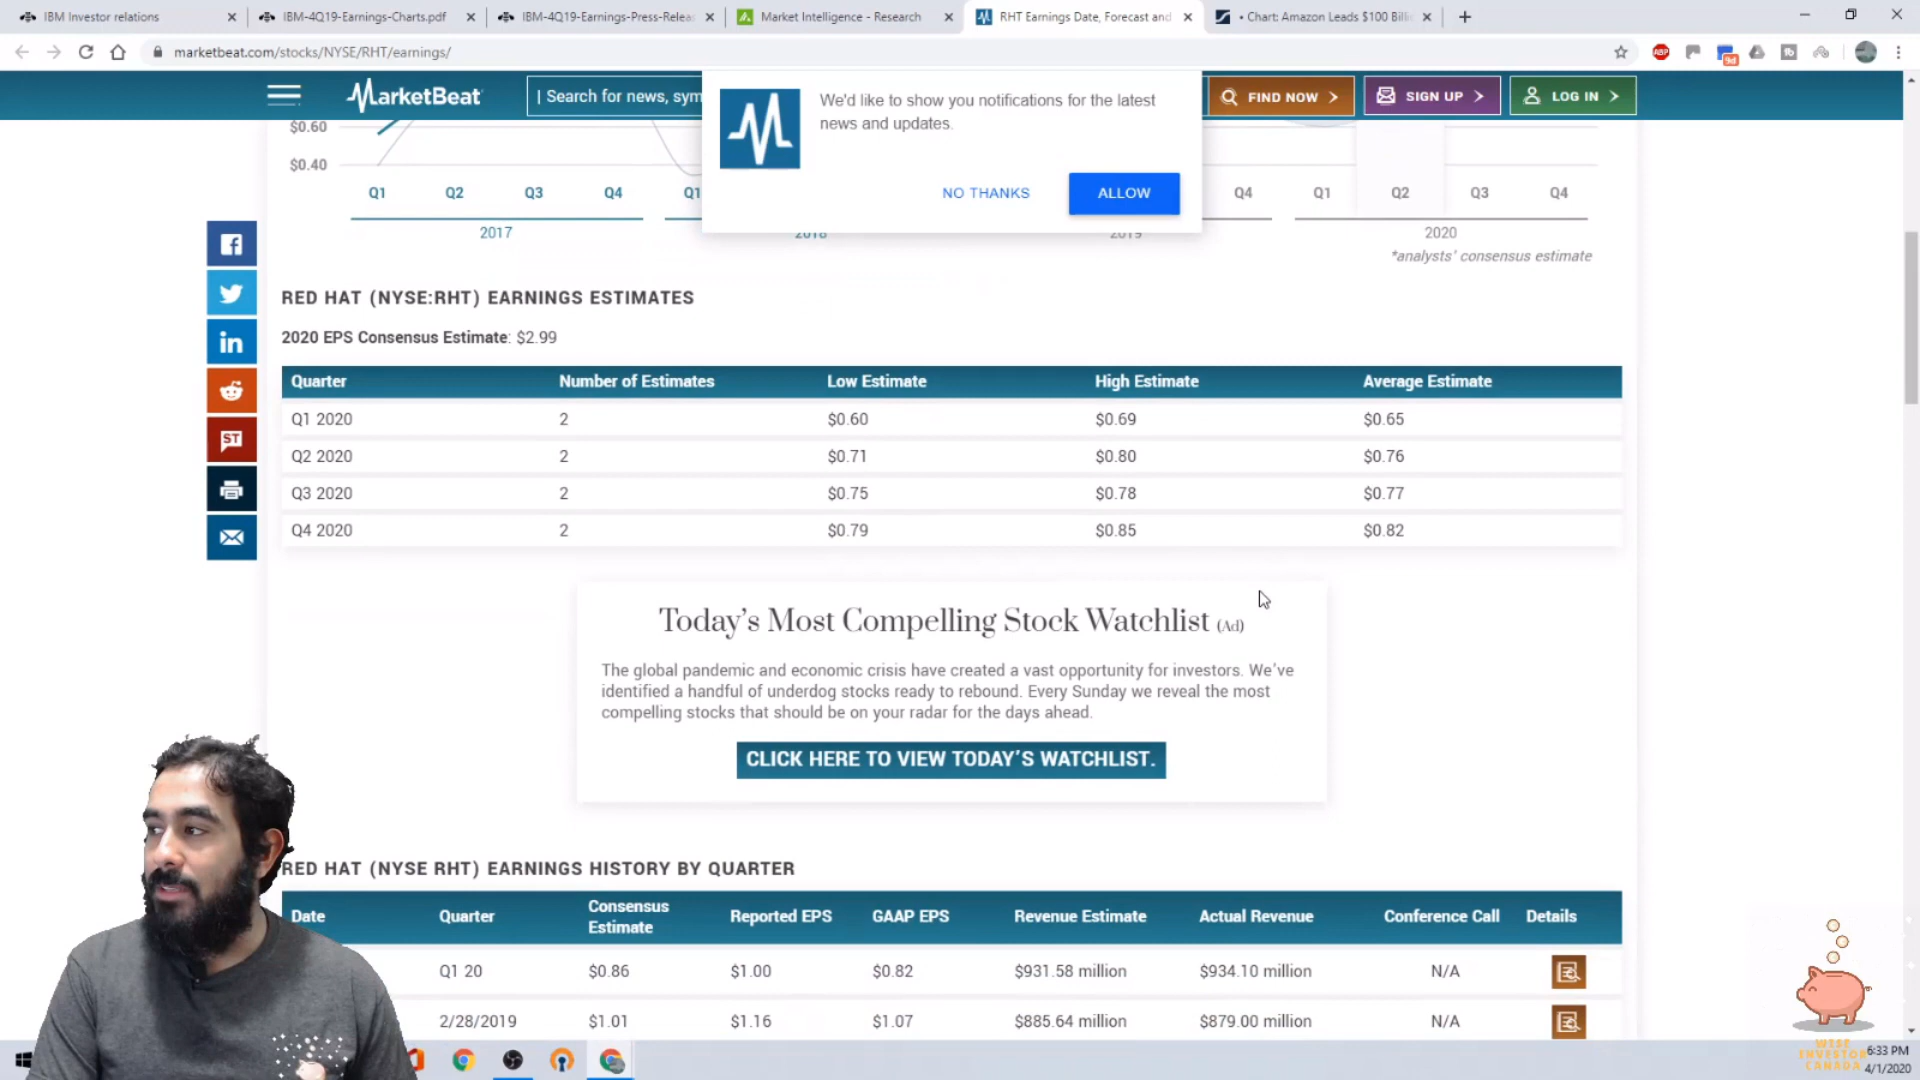 IBM Investor relations
IBM-4Q19-Earnings-Charts.pdf
IBM-4Q19-Earnings-Press-Relea
Market Intelligence - Research
RHT Earnings Date, Forecast and
• Chart: Amazon Leads $100 Billi
marketbeat.com/stocks/NYSE/RHT/earnings/
ABP
9d
MarketBeat
| Search for news, sym
FIND NOW
SIGN UP
LOG IN
We'd like to show you notifications for the latest
news and updates.
NO THANKS
ALLOW
$0.60
$0.40
Q1 Q2 Q3 Q4 Q1 Q4 Q1 Q2 Q3 Q4
2017 2018 2019 2020
*analysts' consensus estimate
RED HAT (NYSE:RHT) EARNINGS ESTIMATES
2020 EPS Consensus Estimate: $2.99
Quarter Number of Estimates Low Estimate High Estimate Average Estimate
Q1 2020 2 $0.60 $0.69 $0.65
Q2 2020 2 $0.71 $0.80 $0.76
Q3 2020 2 $0.75 $0.78 $0.77
Q4 2020 2 $0.79 $0.85 $0.82
ST
Today's Most Compelling Stock Watchlist (Ad)
The global pandemic and economic crisis have created a vast opportunity for investors. We've
identified a handful of underdog stocks ready to rebound. Every Sunday we reveal the most
compelling stocks that should be on your radar for the days ahead.
CLICK HERE TO VIEW TODAY'S WATCHLIST.
RED HAT (NYSE RHT) EARNINGS HISTORY BY QUARTER
Date Quarter Consensus Estimate Reported EPS GAAP EPS Revenue Estimate Actual Revenue Conference Call Details
Q1 20 $0.86 $1.00 $0.82 $931.58 million $934.10 million N/A
2/28/2019 $1.01 $1.16 $1.07 $885.64 million $879.00 million N/A
WISE
INVESTOR
CANADA
6:33 PM
4/1/2020